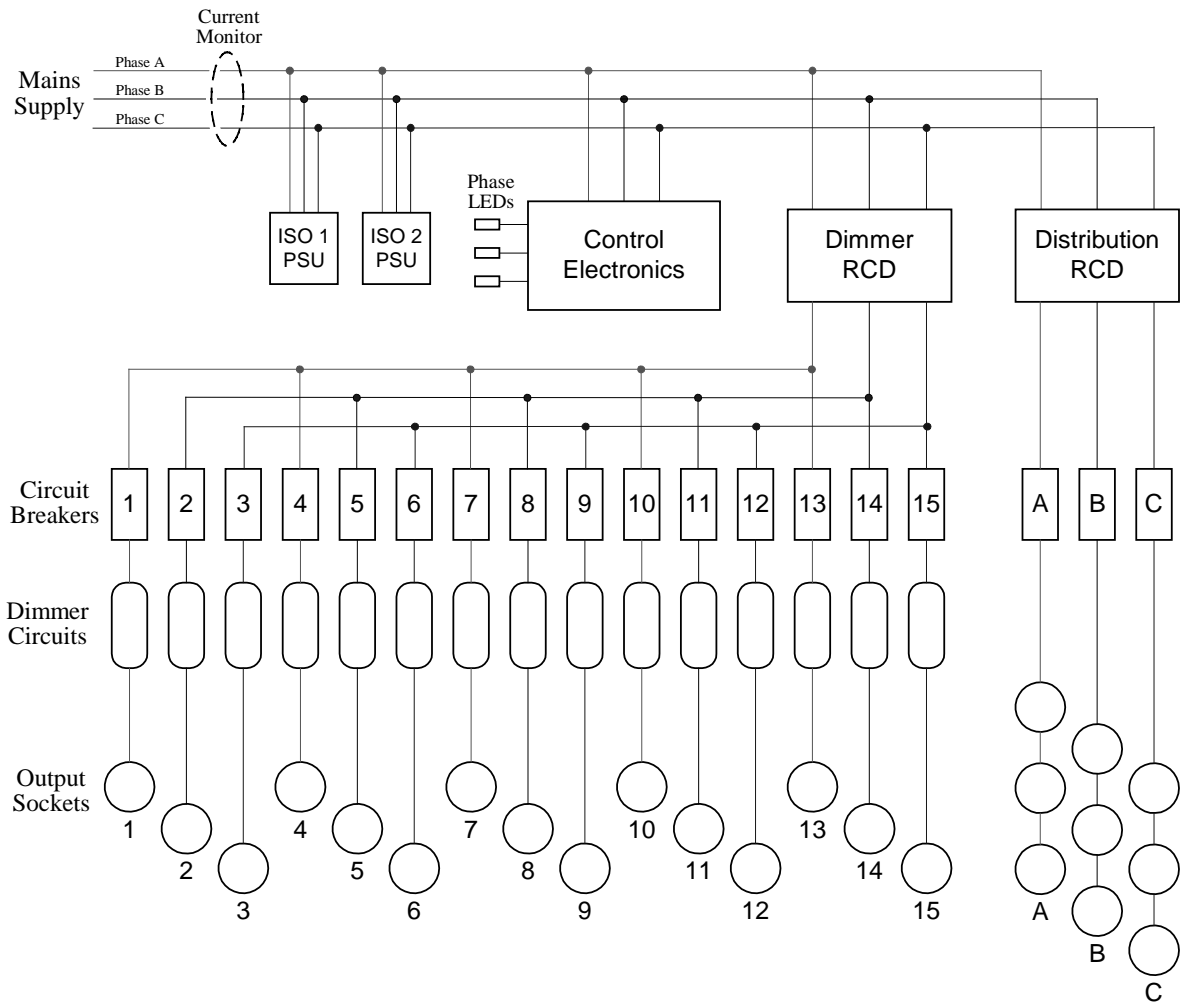 Current
Monitor
Mains
Supply
Phase A
Phase B
Phase C
Phase
LEDs
ISO 1
PSU
ISO 2
PSU
Control
Electronics
Dimmer
RCD
Distribution
RCD
Circuit
Breakers
1 2 3 4 5 6 7 8 9 10 11 12 13 14 15 A B C
Dimmer
Circuits
Output
Sockets
1 4 7 10 13
2 5 8 11 14
3 6 9 12 15 A
B
C